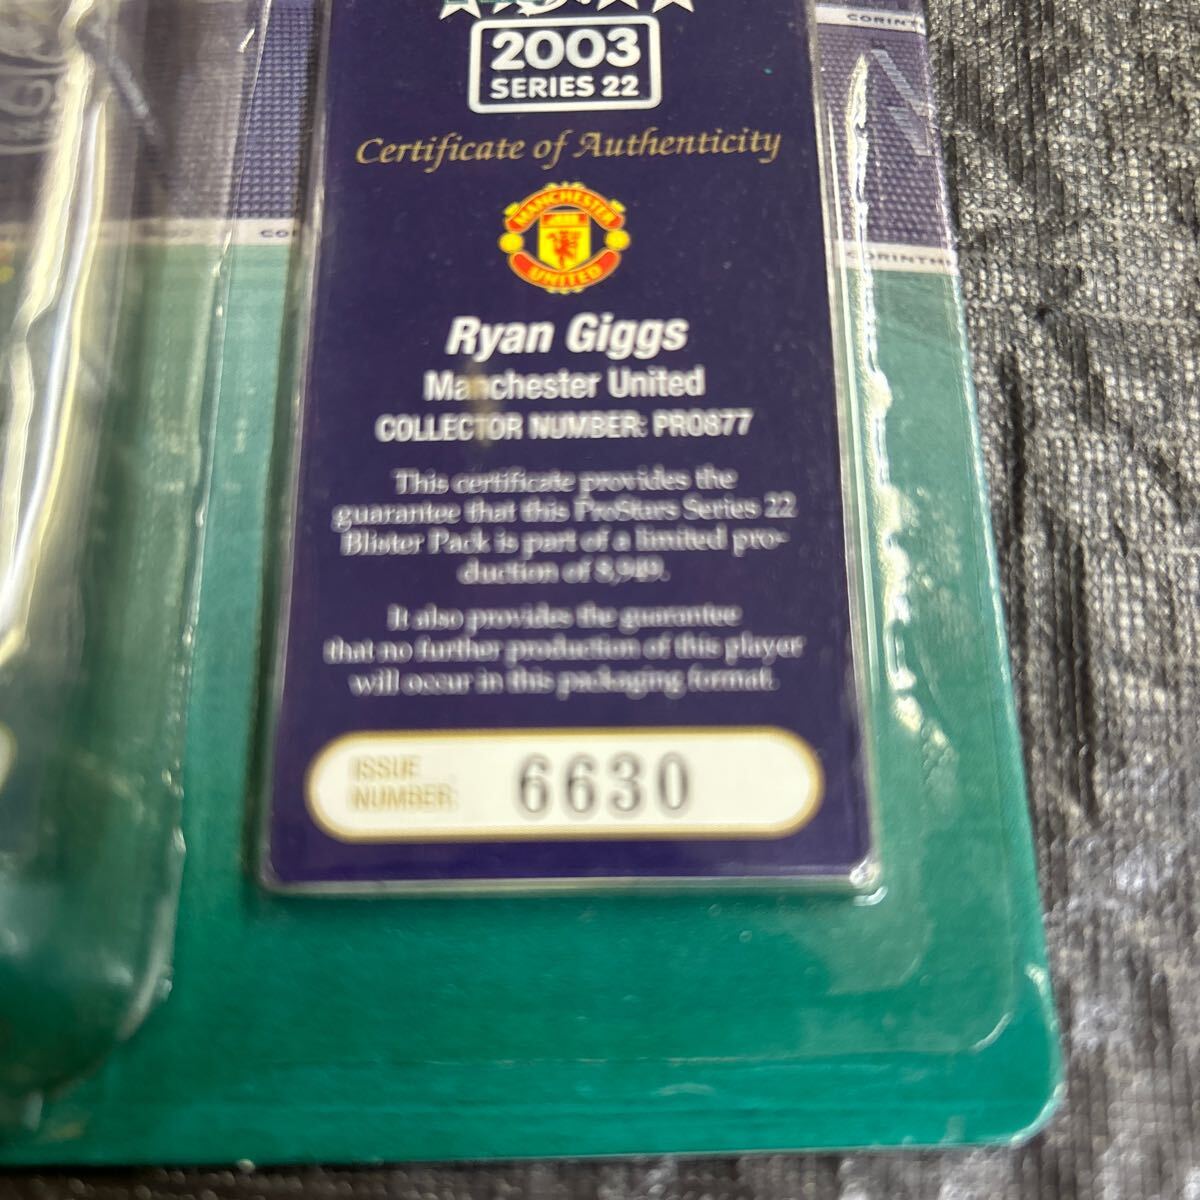 2003
SERIES 22
Certificate of Authenticity
MANCHESTER
UNITED
Ryan Giggs
Manchester United
COLLECTOR NUMBER: PRO877
This certificate provides the
guarantee that this ProStars Series 22
Blister Pack is part of a limited pro-
duction of 8,949.
It also provides the guarantee
that no further production of this player
will occur in this packaging format.
ISSUE
NUMBER:
6630
CORINTH
CO
CORINTH